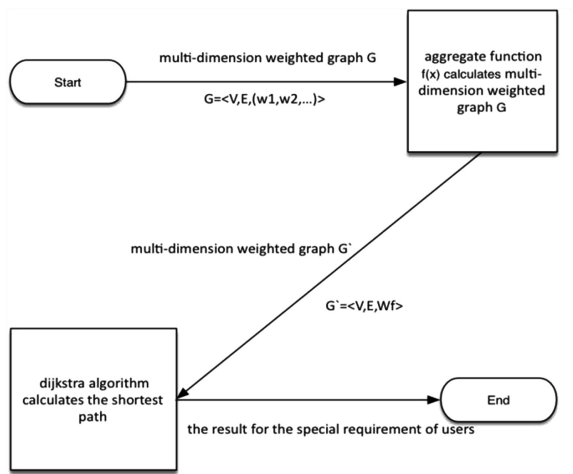 multi-dimension weighted graph G
Start
G=<V,E,(w1,w2,...)>
aggregate function
f(x) calculates multi-
dimension weighted
graph G
multi-dimension weighted graph G`
G`=<V,E,Wf>
dijkstra algorithm
calculates the shortest
path
End
the result for the special requirement of users